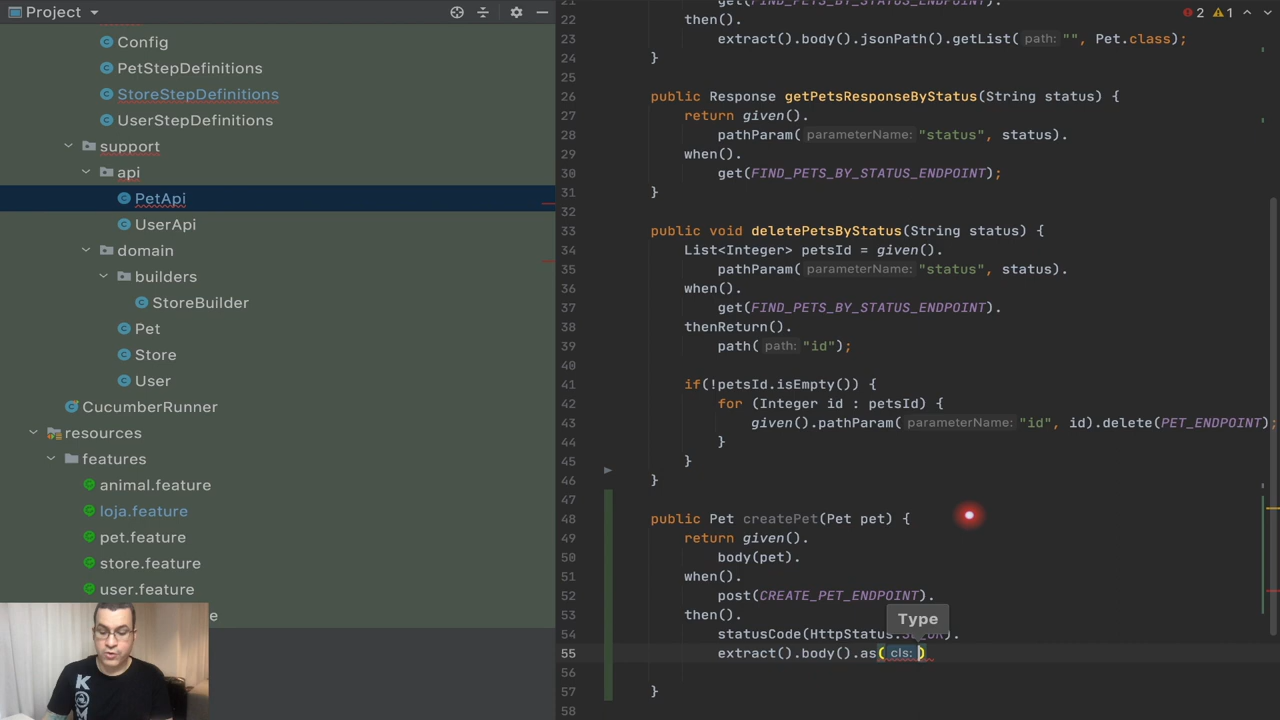 Project
Config
PetStepDefinitions
StoreStepDefinitions
UserStepDefinitions
support
api
PetApi
UserApi
domain
builders
StoreBuilder
Pet
Store
User
CucumberRunner
resources
features
animal.feature
loja.feature
pet.feature
store.feature
user.feature
2 1
21 get(FIND_PETS_BY_STATUS_ENDPOINT).
22 then().
23 extract().body().jsonPath().getList( path: "", Pet.class);
24 }
25
26 public Response getPetsResponseByStatus(String status) {
27 return given().
28 pathParam( parameterName: "status", status).
29 when().
30 get(FIND_PETS_BY_STATUS_ENDPOINT);
31 }
32
33 public void deletePetsByStatus(String status) {
34 List<Integer> petsId = given().
35 pathParam( parameterName: "status", status).
36 when().
37 get(FIND_PETS_BY_STATUS_ENDPOINT).
38 thenReturn().
39 path( path: "id");
40
41 if(!petsId.isEmpty()) {
42 for (Integer id : petsId) {
43 given().pathParam( parameterName: "id", id).delete(PET_ENDPOINT);
44 }
45 }
46 }
47
48 public Pet createPet(Pet pet) {
49 return given().
50 body(pet).
51 when().
52 post(CREATE_PET_ENDPOINT).
53 then().
Type
54 statusCode(HttpStatus.SC_OK).
55 extract().body().as( cls: )
56
57 }
58